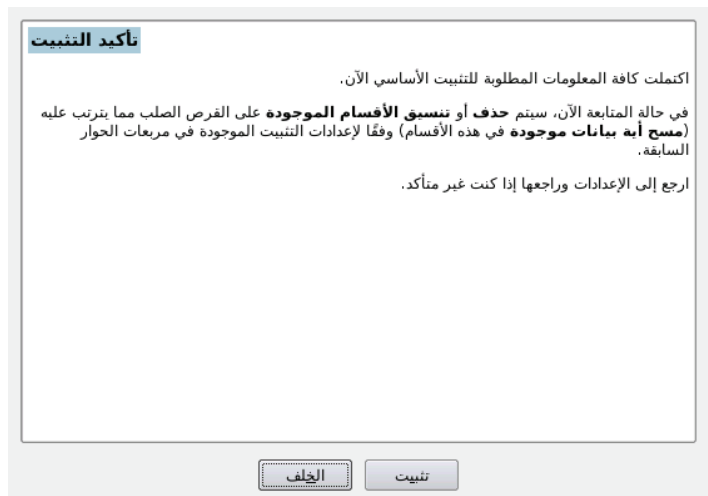 تأكيد التثبيت
اكتملت كافة المعلومات المطلوبة للتثبيت الأساسي الآن.
في حالة المتابعة الآن، سيتم حذف أو تنسيق الأقسام الموجودة على القرص الصلب مما يترتب عليه
(مسح أية بيانات موجودة في هذه الأقسام) وفقًا لإعدادات التثبيت الموجودة في مربعات الحوار
السابقة.
ارجع إلى الإعدادات وراجعها إذا كنت غير متأكد.
تثبيت
الخلف